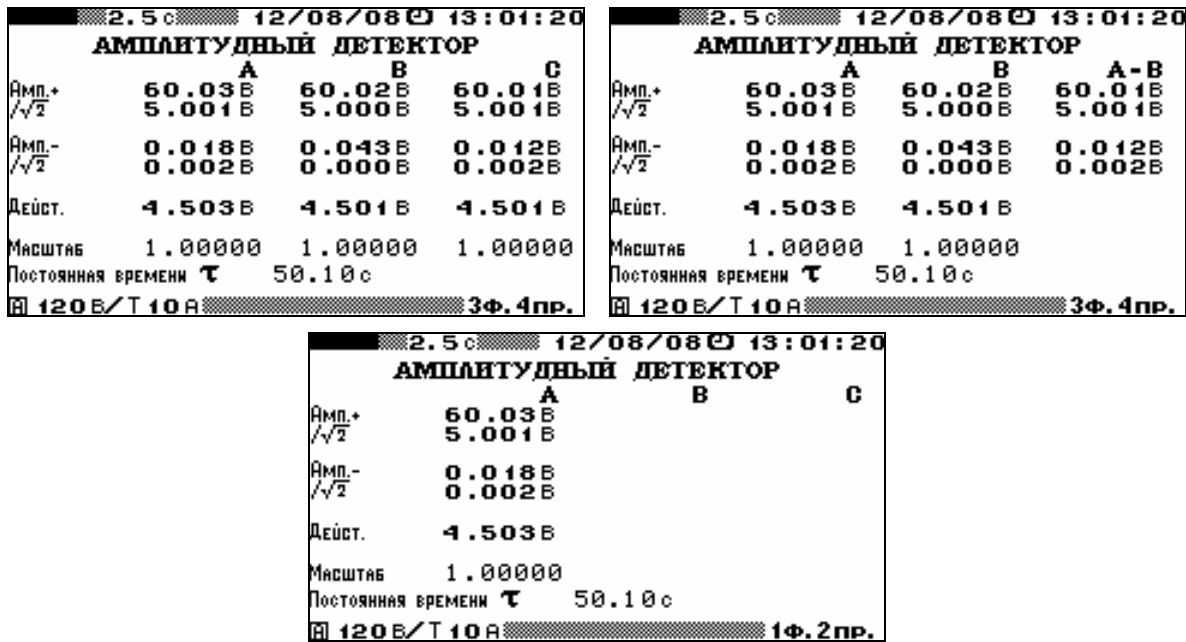 2.5с 12/08/08 13:01:20
АМПЛИТУДНЫЙ ДЕТЕКТОР
A B C
Амп.+ 60.03В 60.02В 60.01В
/√2 5.001В 5.000В 5.001В
Амп.- 0.018В 0.043В 0.012В
/√2 0.002В 0.000В 0.002В
Дейст. 4.503В 4.501В 4.501В
Масштаб 1.00000 1.00000 1.00000
Постоянная времени τ 50.10с
А 120В/Т10А 3ф.4пр.
2.5с 12/08/08 13:01:20
АМПЛИТУДНЫЙ ДЕТЕКТОР
A B A-B
Амп.+ 60.03В 60.02В 60.01В
/√2 5.001В 5.000В 5.001В
Амп.- 0.018В 0.043В 0.012В
/√2 0.002В 0.000В 0.002В
Дейст. 4.503В 4.501В
Масштаб 1.00000 1.00000
Постоянная времени τ 50.10с
А 120В/Т10А 3ф.4пр.
2.5с 12/08/08 13:01:20
АМПЛИТУДНЫЙ ДЕТЕКТОР
A B C
Амп.+ 60.03В
/√2 5.001В
Амп.- 0.018В
/√2 0.002В
Дейст. 4.503В
Масштаб 1.00000
Постоянная времени τ 50.10с
А 120В/Т10А 1ф.2пр.